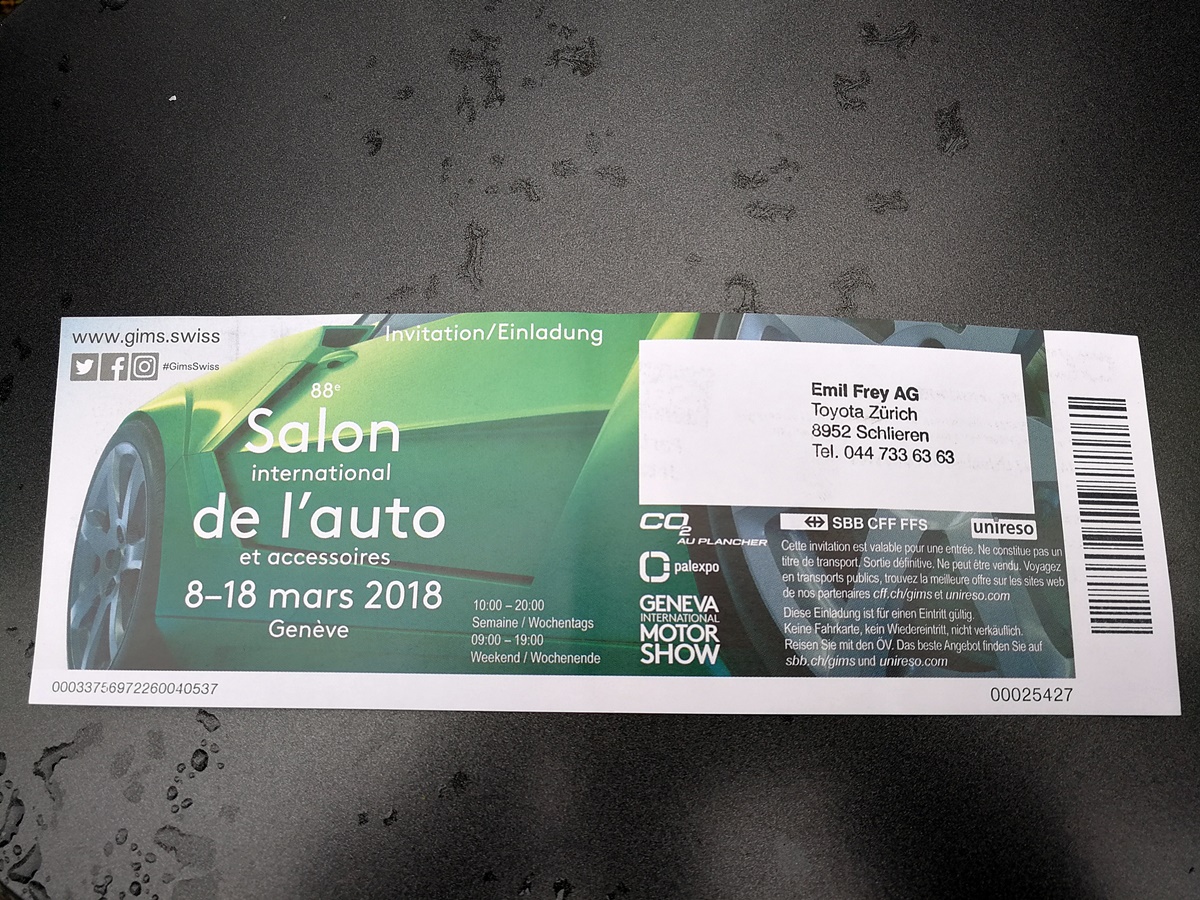 www.gims.swiss
#GimsSwiss
Invitation/Einladung
88e
Salon
international
de l'auto
et accessoires
8–18 mars 2018
Genève
10:00 – 20:00
Semaine / Wochentags
09:00 – 19:00
Weekend / Wochenende
Emil Frey AG
Toyota Zürich
8952 Schlieren
Tel. 044 733 63 63
CO2
AU PLANCHER
palexpo
GENEVA
INTERNATIONAL
MOTOR
SHOW
SBB CFF FFS
unireso
Cette invitation est valable pour une entrée. Ne constitue pas un
titre de transport. Sortie définitive. Ne peut être vendu. Voyagez
en transports publics, trouvez la meilleure offre sur les sites web
de nos partenaires cff.ch/gims et unireso.com
Diese Einladung ist für einen Eintritt gültig.
Keine Fahrkarte, kein Wiedereintritt, nicht verkäuflich.
Reisen Sie mit den ÖV. Das beste Angebot finden Sie auf
sbb.ch/gims und unireso.com
00033756972260040537
00025427